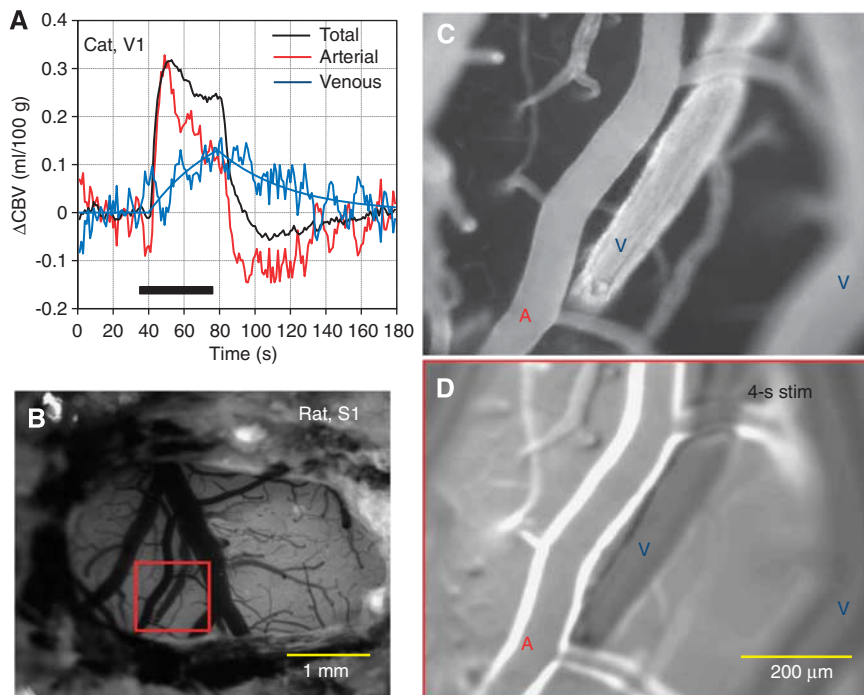 A
Cat, V1
Total
Arterial
Venous
ΔCBV (ml/100 g)
0.4
0.3
0.2
0.1
0
-0.1
-0.2
0 20 40 60 80 100 120 140 160 180
Time (s)
B
Rat, S1
1 mm
C
V
V
A
D
4-s stim
V
V
A
200 μm